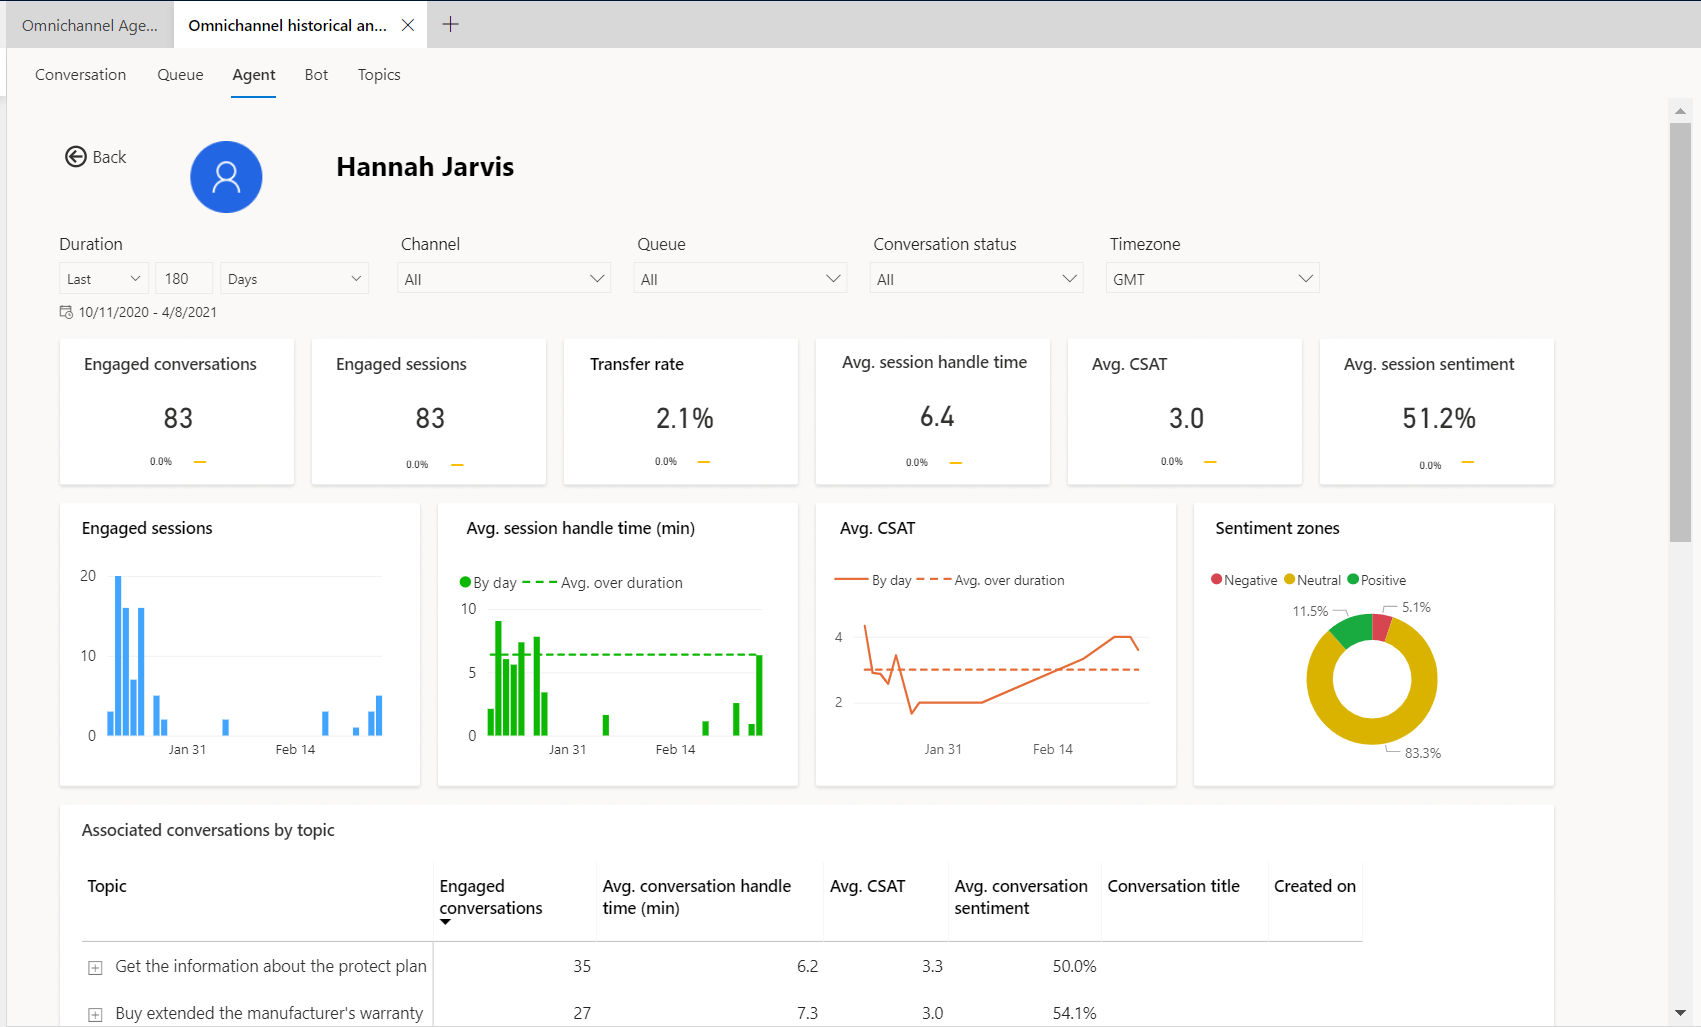 Omnichannel Age...
Omnichannel historical an...
Conversation Queue Agent Bot Topics
Back
Hannah Jarvis
Duration Channel Queue Conversation status Timezone
Last 180 Days All All All GMT
10/11/2020 - 4/8/2021
Engaged conversations
83
0.0%
Engaged sessions
83
0.0%
Transfer rate
2.1%
0.0%
Avg. session handle time
6.4
0.0%
Avg. CSAT
3.0
0.0%
Avg. session sentiment
51.2%
0.0%
Engaged sessions
20
10
0
Jan 31 Feb 14
Avg. session handle time (min)
By day Avg. over duration
10
5
0
Jan 31 Feb 14
Avg. CSAT
By day Avg. over duration
4
2
Jan 31 Feb 14
Sentiment zones
Negative Neutral Positive
11.5% 5.1%
83.3%
Associated conversations by topic
Topic Engaged conversations Avg. conversation handle time (min) Avg. CSAT Avg. conversation sentiment Conversation title Created on
Get the information about the protect plan 35 6.2 3.3 50.0%
Buy extended the manufacturer's warranty 27 7.3 3.0 54.1%